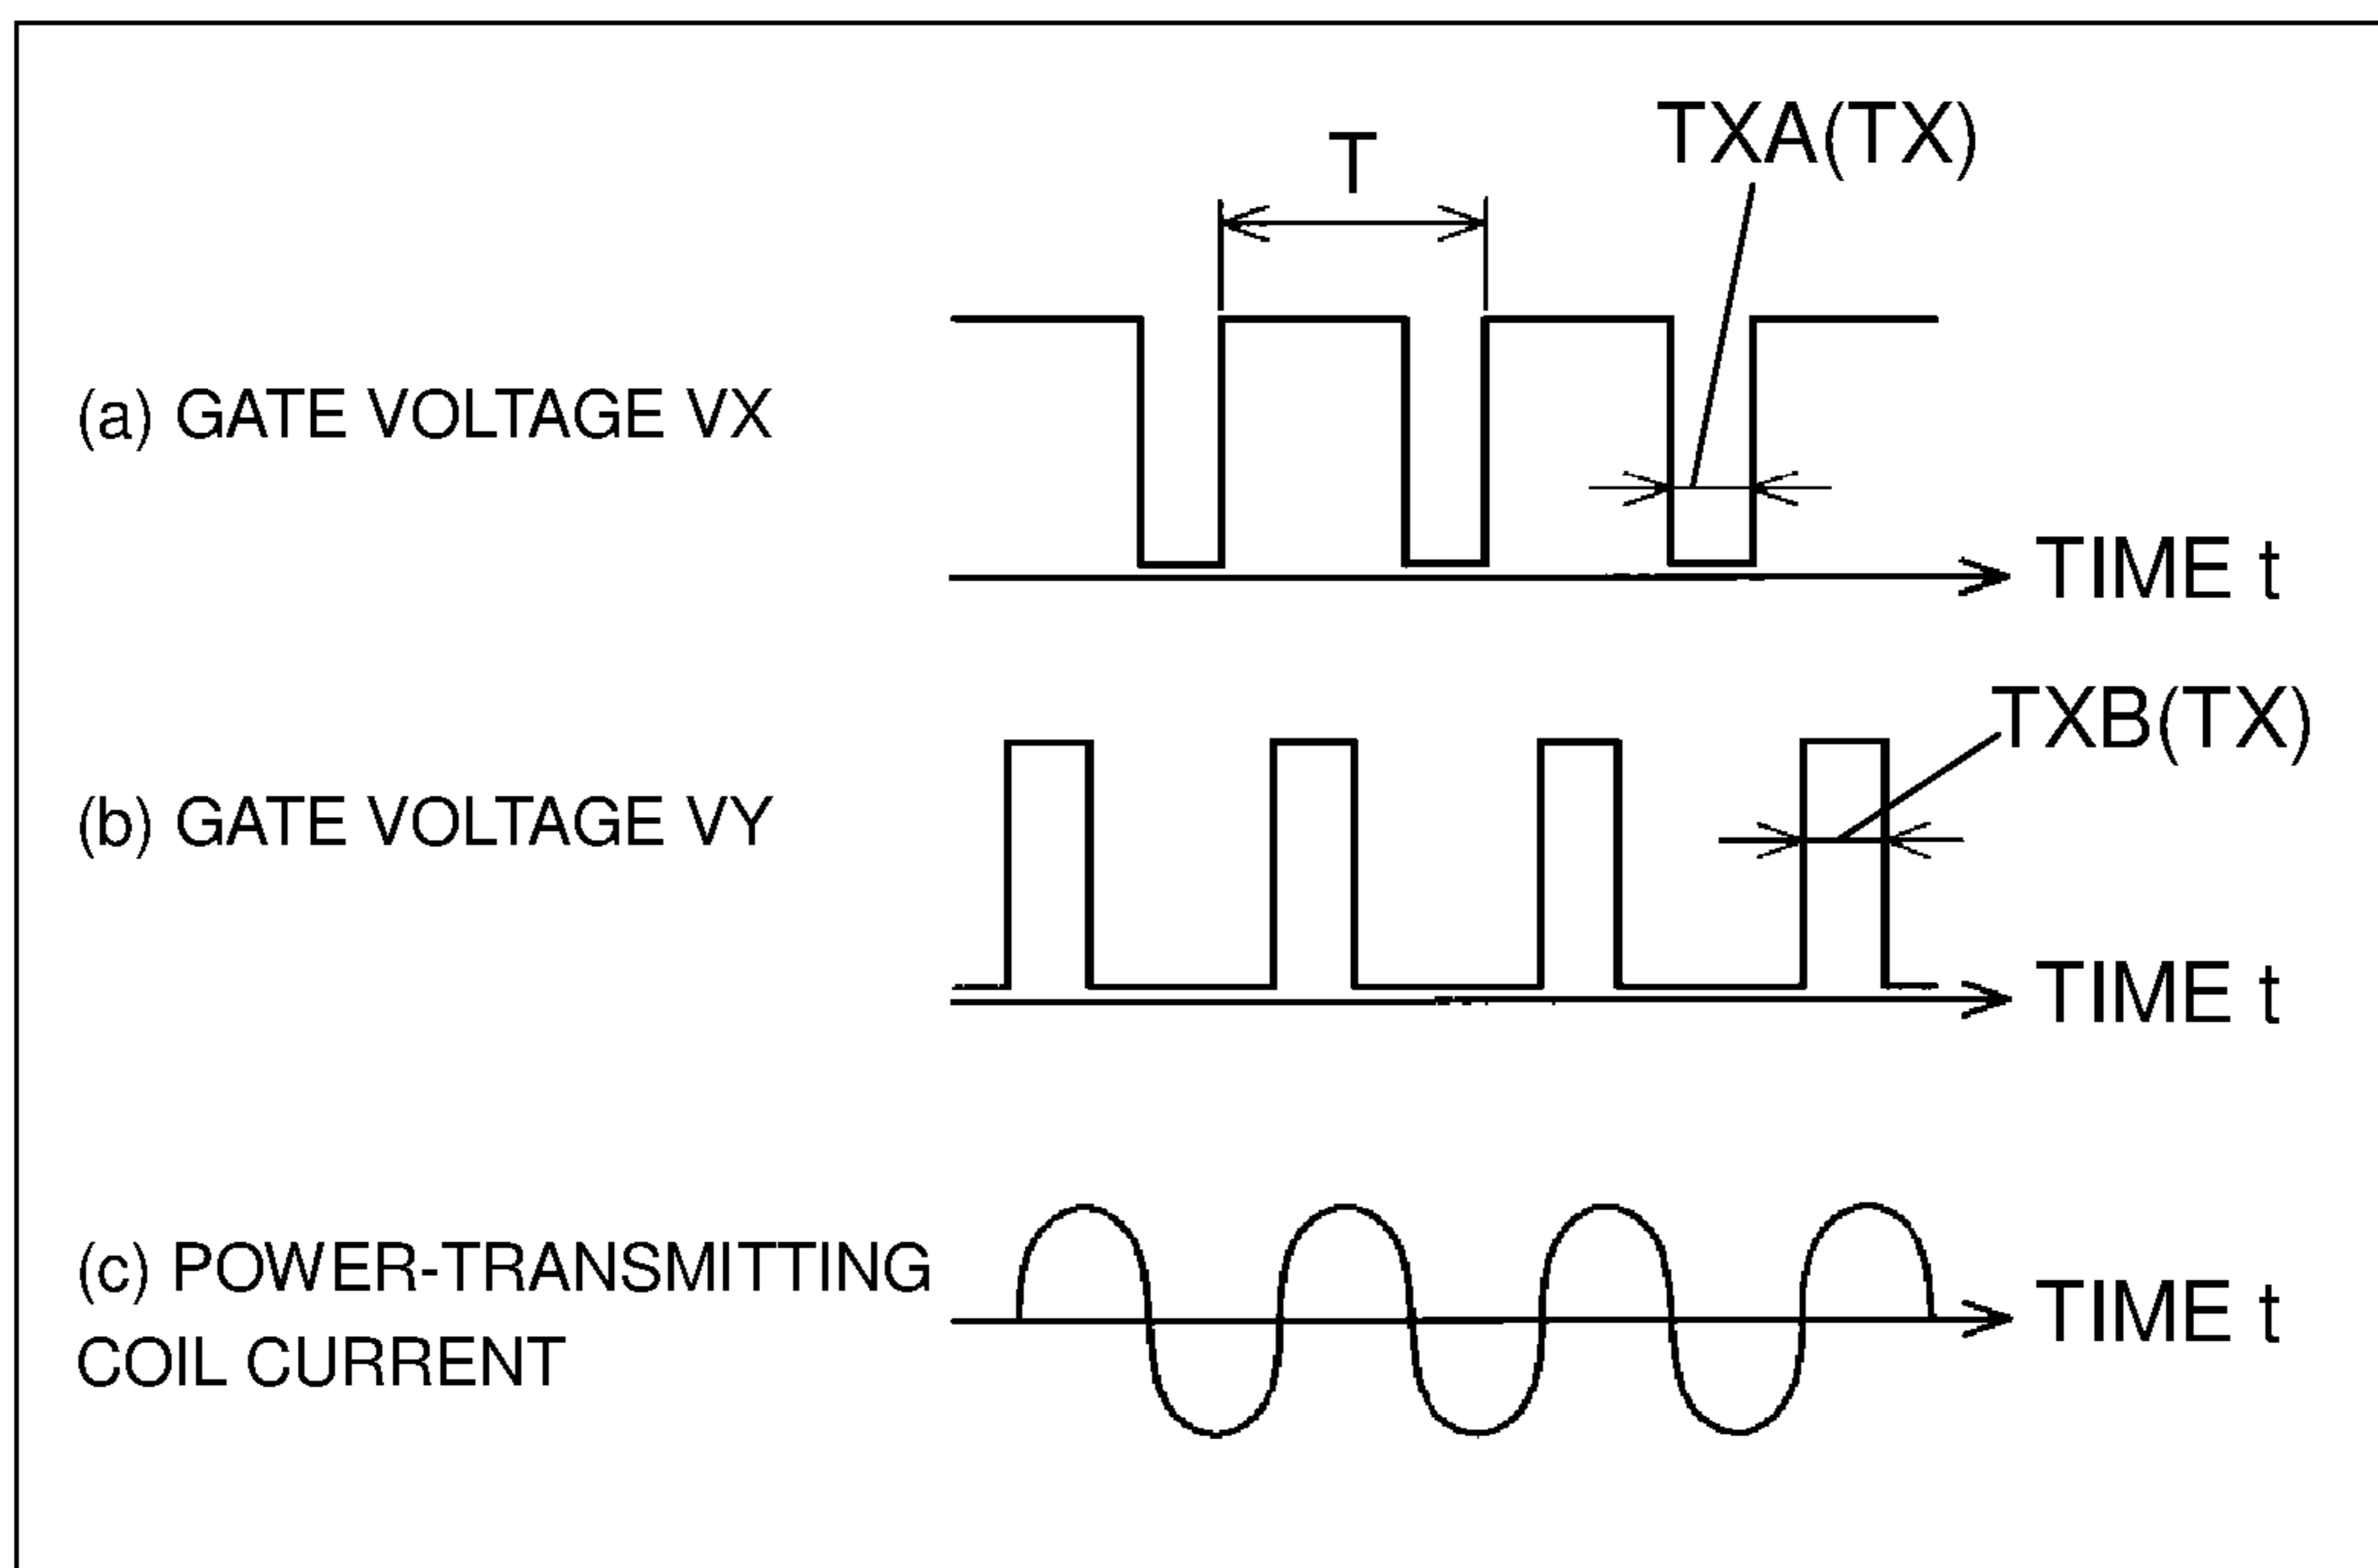 T
TXA(TX)
(a) GATE VOLTAGE VX
TIME t
TXB(TX)
(b) GATE VOLTAGE VY
TIME t
(c) POWER-TRANSMITTING
COIL CURRENT
TIME t